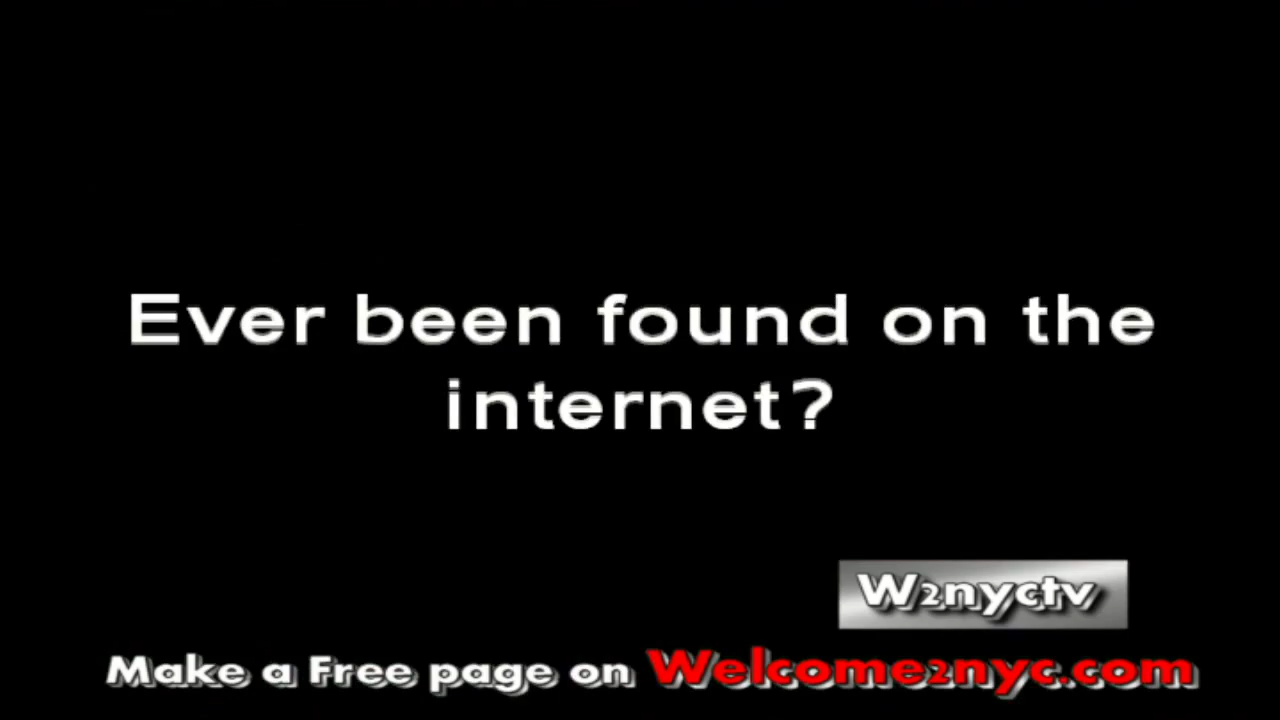 Ever been found on the
internet?
W2nyctv
Make a Free page on Welcome2nyc.com